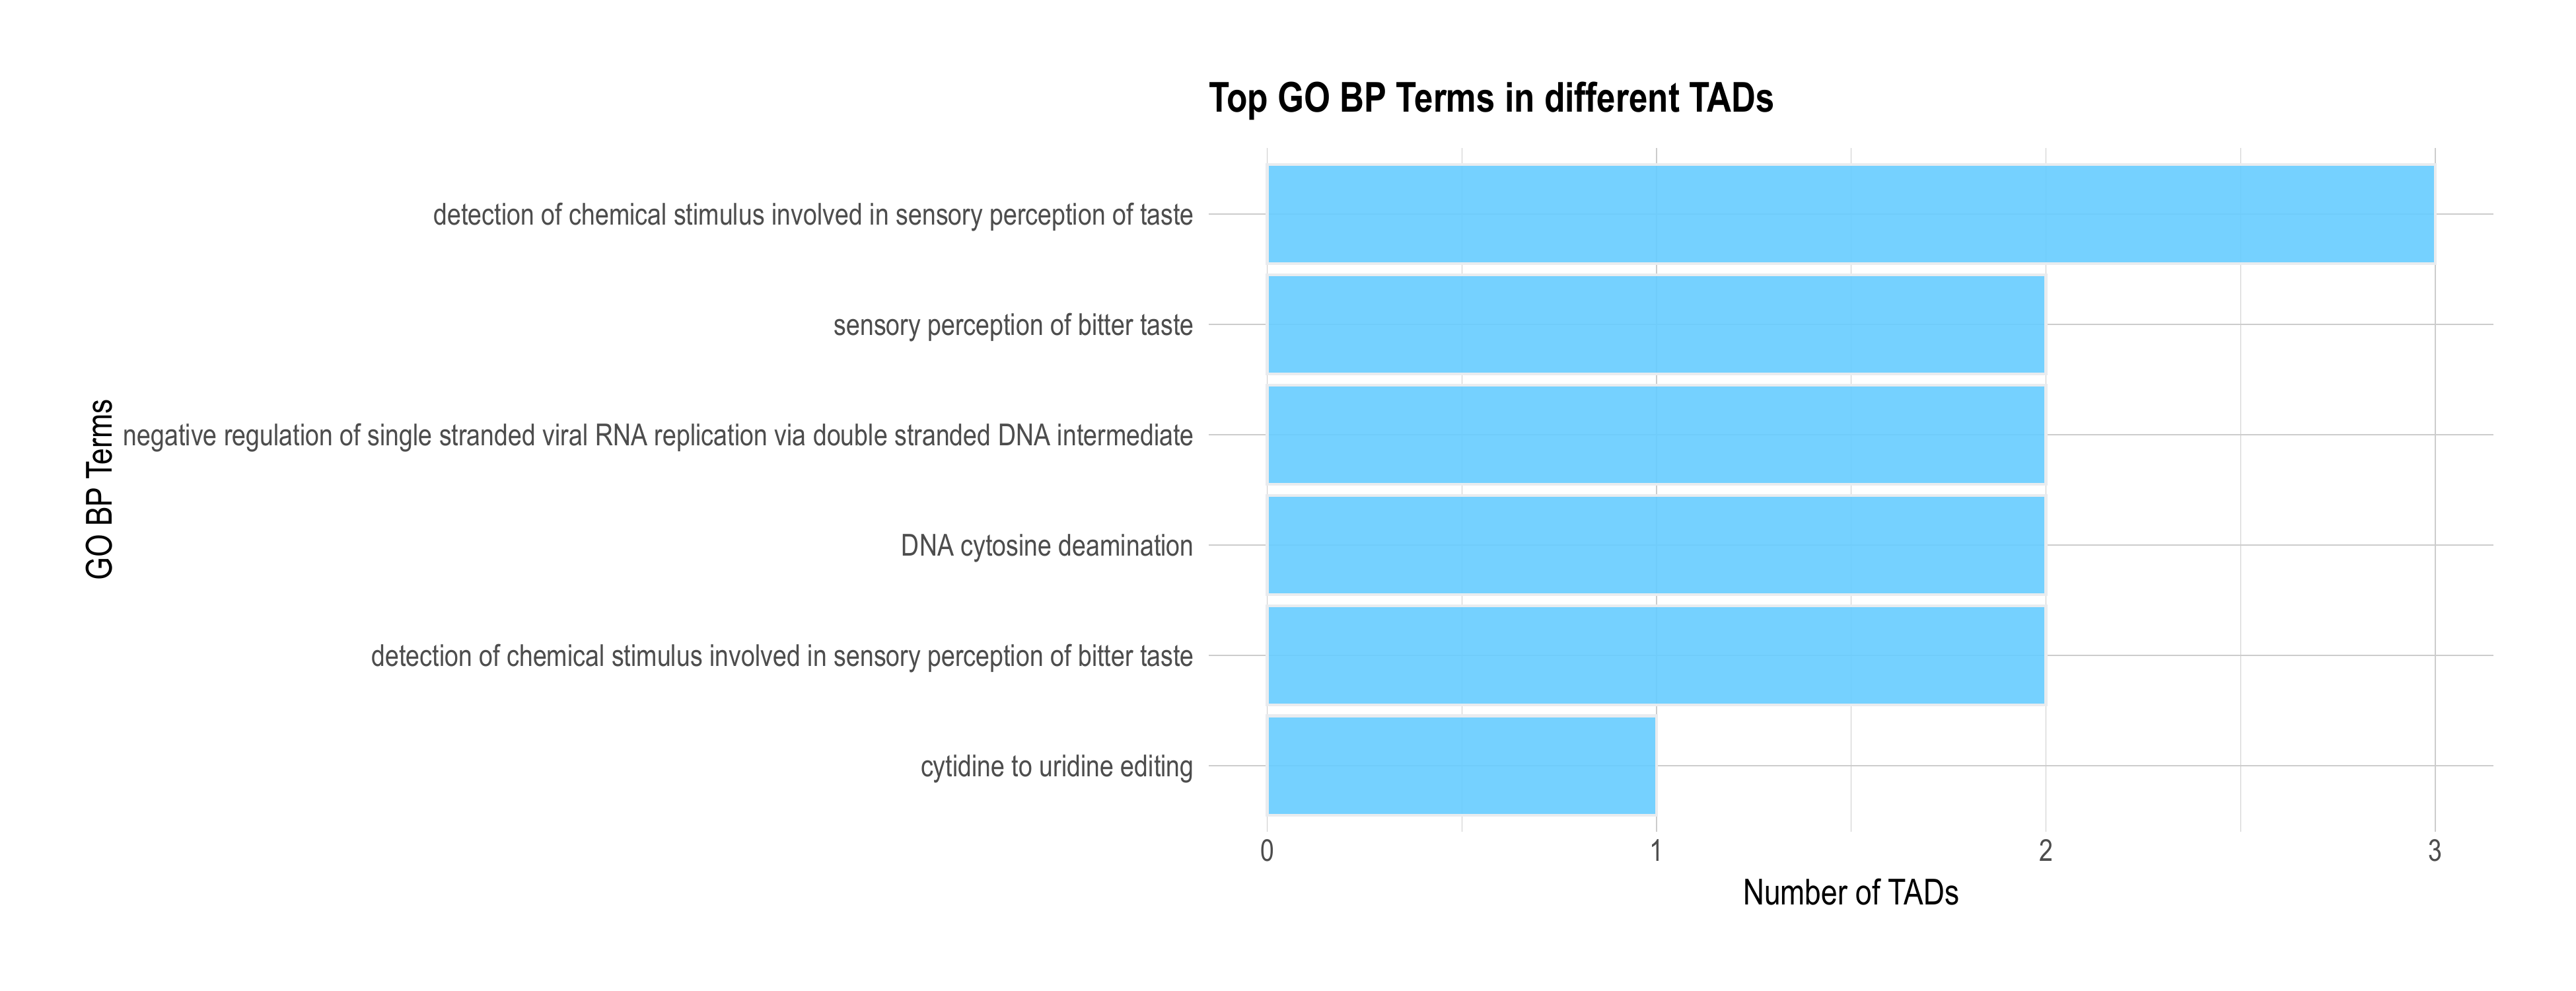 Top GO BP Terms in different TADs
GO BP Terms
detection of chemical stimulus involved in sensory perception of taste
sensory perception of bitter taste
negative regulation of single stranded viral RNA replication via double stranded DNA intermediate
DNA cytosine deamination
detection of chemical stimulus involved in sensory perception of bitter taste
cytidine to uridine editing
0 1 2 3
Number of TADs